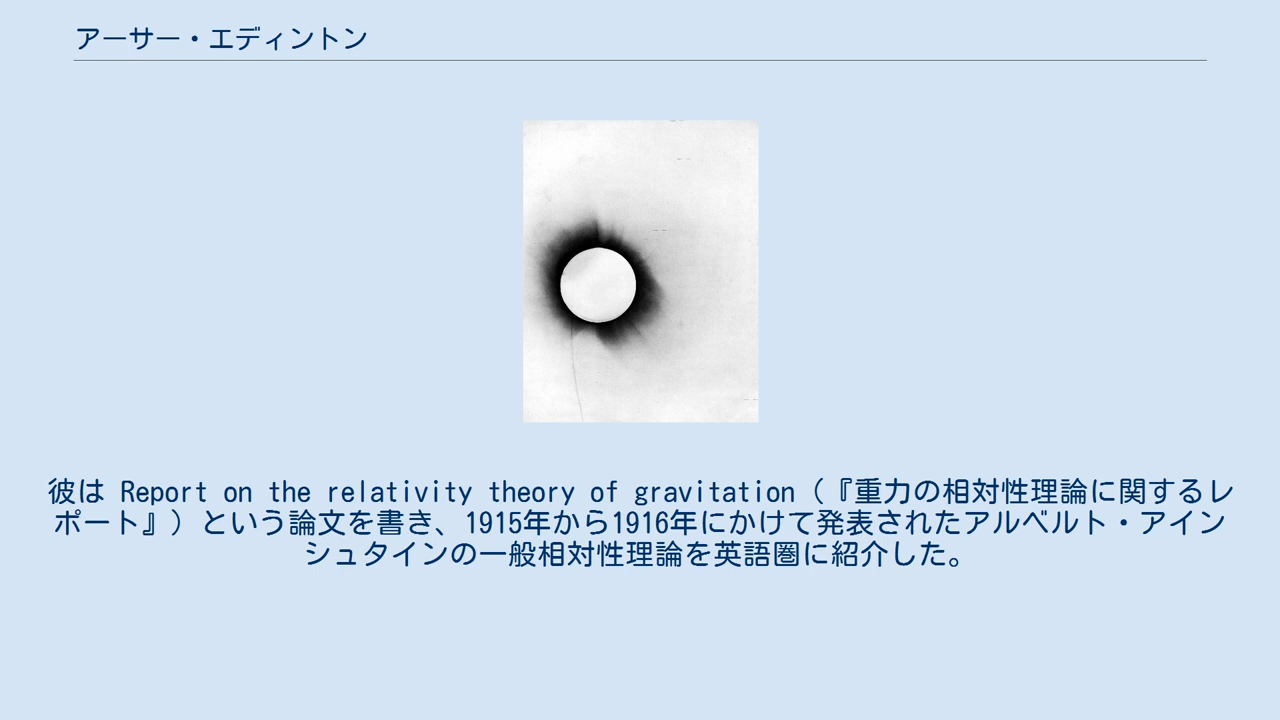 アーサー・エディントン
彼は Report on the relativity theory of gravitation（『重力の相対性理論に関するレ
ポート』）という論文を書き、1915年から1916年にかけて発表されたアルベルト・アイン
シュタインの一般相対性理論を英語圏に紹介した。